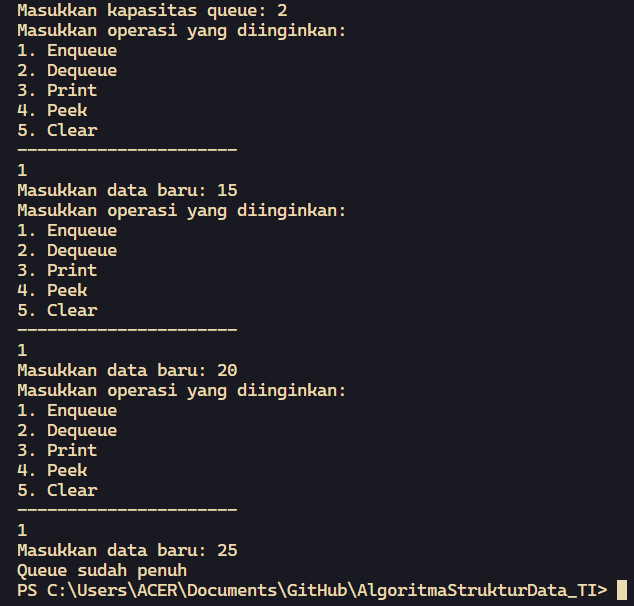 Masukkan kapasitas queue: 2
Masukkan operasi yang diinginkan:
1. Enqueue
2. Dequeue
3. Print
4. Peek
5. Clear
----------------------
1
Masukkan data baru: 15
Masukkan operasi yang diinginkan:
1. Enqueue
2. Dequeue
3. Print
4. Peek
5. Clear
----------------------
1
Masukkan data baru: 20
Masukkan operasi yang diinginkan:
1. Enqueue
2. Dequeue
3. Print
4. Peek
5. Clear
----------------------
1
Masukkan data baru: 25
Queue sudah penuh
PS C:\Users\ACER\Documents\GitHub\AlgoritmaStrukturData_TI>